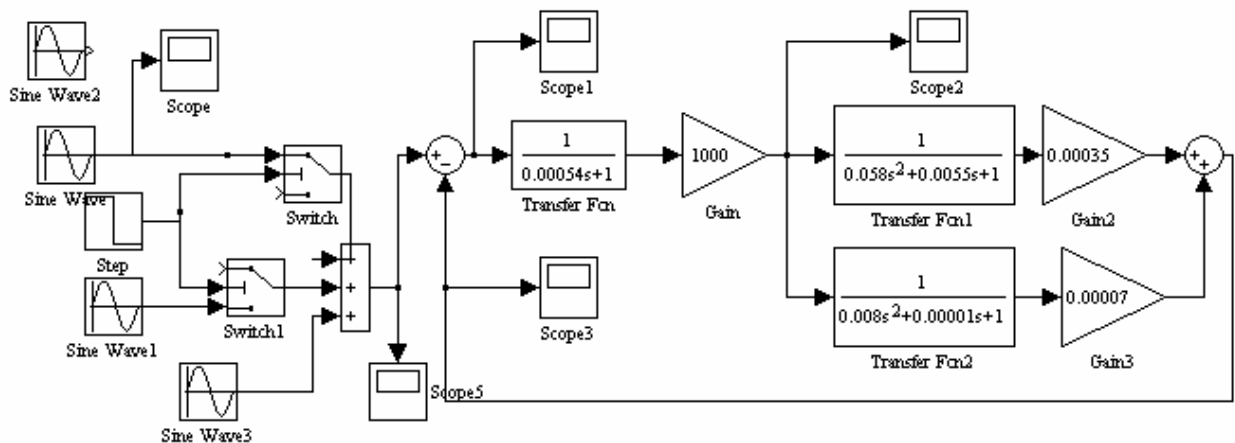 Sine Wave2
Scope
Sine Wave
Switch
Step
Switch1
Sine Wave1
Sine Wave3
+
+
+
Scope5
+
-
Scope1
1
0.00054s+1
Transfer Fcn
1000
Gain
Scope2
1
0.058s²+0.0055s+1
Transfer Fcn1
0.00035
Gain2
+
+
Scope3
1
0.008s²+0.00001s+1
Transfer Fcn2
0.00007
Gain3